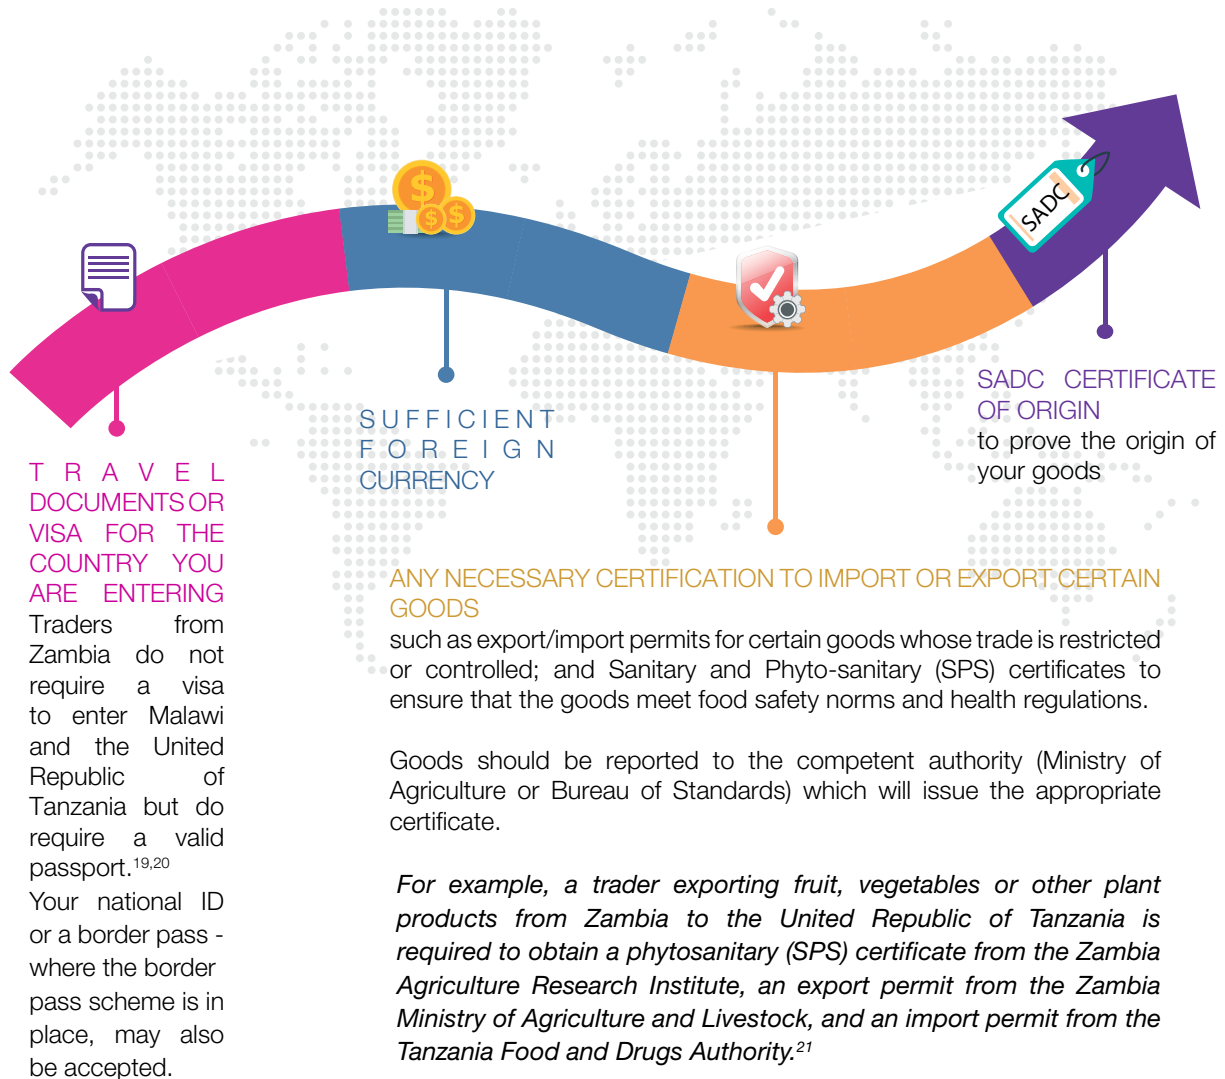 T R A V E L
DOCUMENTS OR
VISA FOR THE
COUNTRY YOU
ARE ENTERING
Traders from
Zambia do not
require a visa
to enter Malawi
and the United
Republic of
Tanzania but do
require a valid
passport.19,20
Your national ID
or a border pass -
where the border
pass scheme is in
place, may also
be accepted.
$
$
$
SUFFICIENT
FOREIGN
CURRENCY
ANY NECESSARY CERTIFICATION TO IMPORT OR EXPORT CERTAIN
GOODS
such as export/import permits for certain goods whose trade is restricted
or controlled; and Sanitary and Phyto-sanitary (SPS) certificates to
ensure that the goods meet food safety norms and health regulations.
Goods should be reported to the competent authority (Ministry of
Agriculture or Bureau of Standards) which will issue the appropriate
certificate.
For example, a trader exporting fruit, vegetables or other plant
products from Zambia to the United Republic of Tanzania is
required to obtain a phytosanitary (SPS) certificate from the Zambia
Agriculture Research Institute, an export permit from the Zambia
Ministry of Agriculture and Livestock, and an import permit from the
Tanzania Food and Drugs Authority.21
SADC
SADC CERTIFICATE
OF ORIGIN
to prove the origin of
your goods